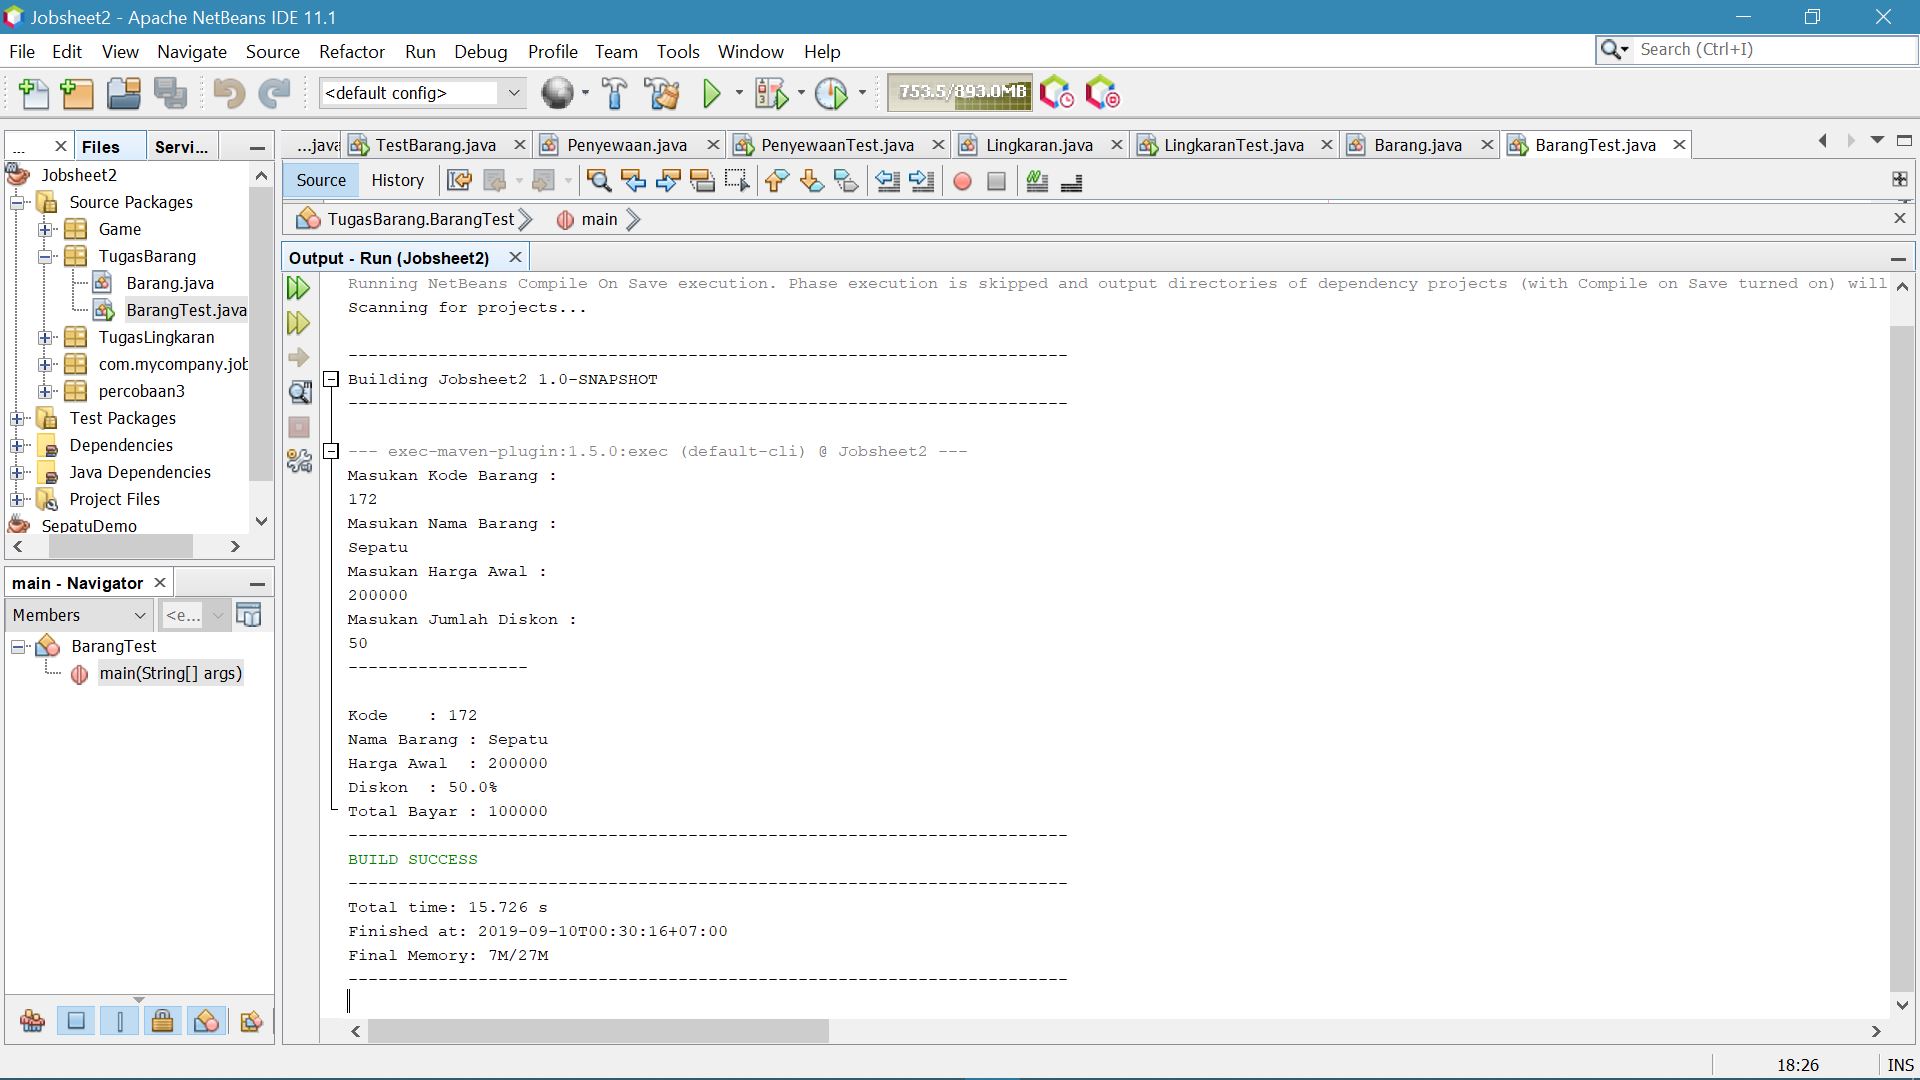 Jobsheet2 - Apache NetBeans IDE 11.1
File Edit View Navigate Source Refactor Run Debug Profile Team Tools Window Help
Search (Ctrl+I)
<default config>
753.5/893.0MB
... Files Servi...
...java TestBarang.java Penyewaan.java PenyewaanTest.java Lingkaran.java LingkaranTest.java Barang.java BarangTest.java
Source History
TugasBarang.BarangTest main
Jobsheet2
Source Packages
Game
TugasBarang
Barang.java
BarangTest.java
TugasLingkaran
com.mycompany.job
percobaan3
Test Packages
Dependencies
Java Dependencies
Project Files
SepatuDemo
main - Navigator
Members <e...
BarangTest
main(String[] args)
Output - Run (Jobsheet2)
Running NetBeans Compile On Save execution. Phase execution is skipped and output directories of dependency projects (with Compile on Save turned on) will
Scanning for projects...
------------------------------------------------------------------------
Building Jobsheet2 1.0-SNAPSHOT
------------------------------------------------------------------------
--- exec-maven-plugin:1.5.0:exec (default-cli) @ Jobsheet2 ---
Masukan Kode Barang :
172
Masukan Nama Barang :
Sepatu
Masukan Harga Awal :
200000
Masukan Jumlah Diskon :
50
------------------
Kode : 172
Nama Barang : Sepatu
Harga Awal : 200000
Diskon : 50.0%
Total Bayar : 100000
------------------------------------------------------------------------
BUILD SUCCESS
------------------------------------------------------------------------
Total time: 15.726 s
Finished at: 2019-09-10T00:30:16+07:00
Final Memory: 7M/27M
------------------------------------------------------------------------
18:26 INS